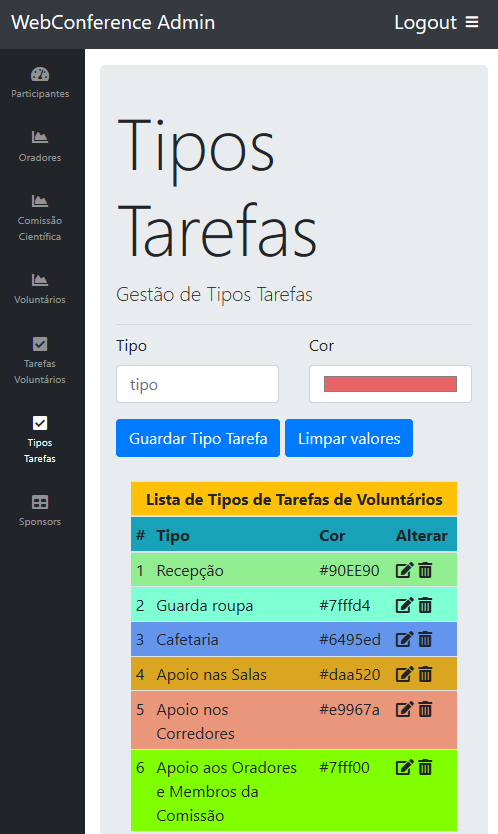 WebConference Admin
Logout
Participantes
Oradores
Comissão
Científica
Voluntários
Tarefas
Voluntários
Tipos
Tarefas
Sponsors
Tipos
Tarefas
Gestão de Tipos Tarefas
Tipo Cor
tipo
Guardar Tipo Tarefa Limpar valores
Lista de Tipos de Tarefas de Voluntários
# Tipo Cor Alterar
1 Recepção #90EE90
2 Guarda roupa #7fffd4
3 Cafetaria #6495ed
4 Apoio nas Salas #daa520
5 Apoio nos #e9967a
Corredores
6 Apoio aos Oradores #7fff00
e Membros da
Comissão